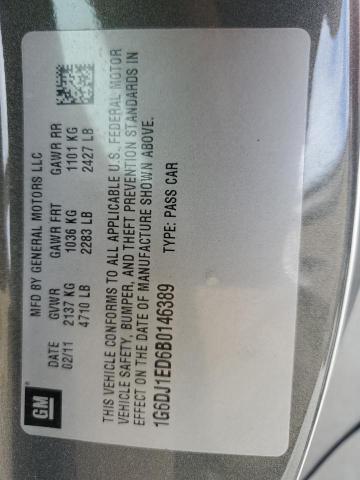 GM
MFD BY GENERAL MOTORS LLC
DATE GVWR GAWR FRT GAWR RR
02/11 2137 KG 1036 KG 1101 KG
4710 LB 2283 LB 2427 LB
THIS VEHICLE CONFORMS TO ALL APPLICABLE U.S. FEDERAL MOTOR
VEHICLE SAFETY, BUMPER, AND THEFT PREVENTION STANDARDS IN
EFFECT ON THE DATE OF MANUFACTURE SHOWN ABOVE.
1G6DJ1ED6B0146389 TYPE: PASS CAR